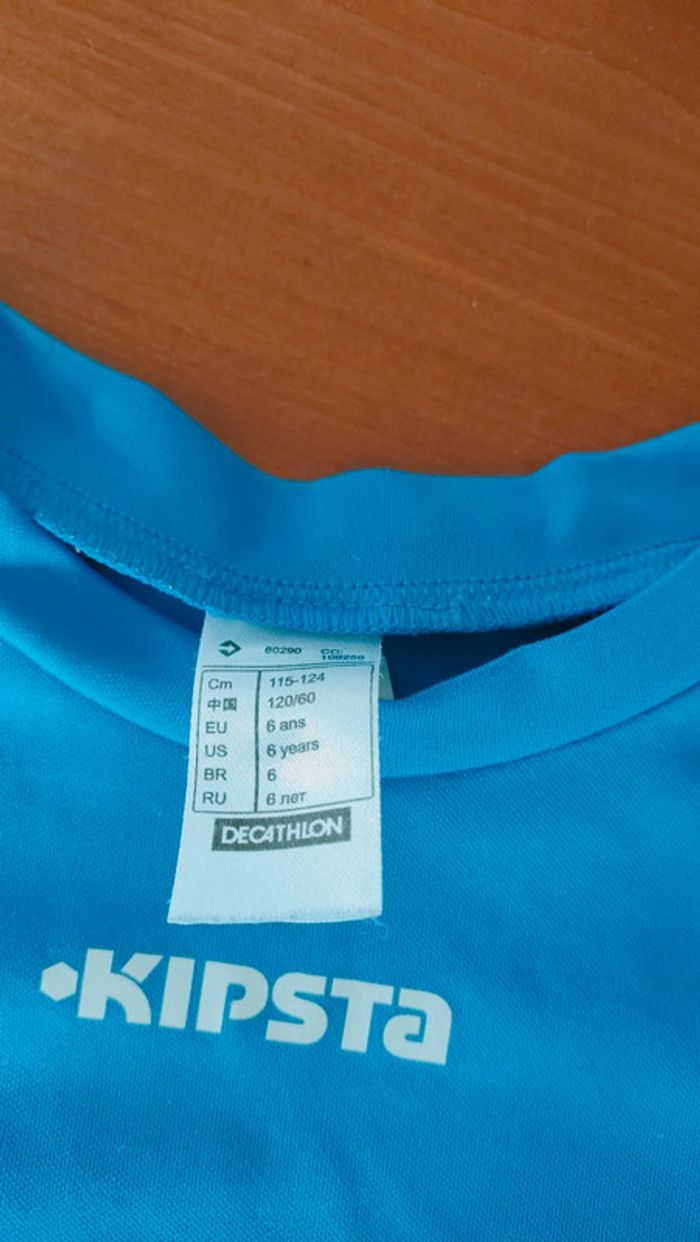 80290 CC:
Cm 115-124
中国 120/60
EU 6 ans
US 6 years
BR 6
RU 6 лет
DECATHLON
KIPSTA